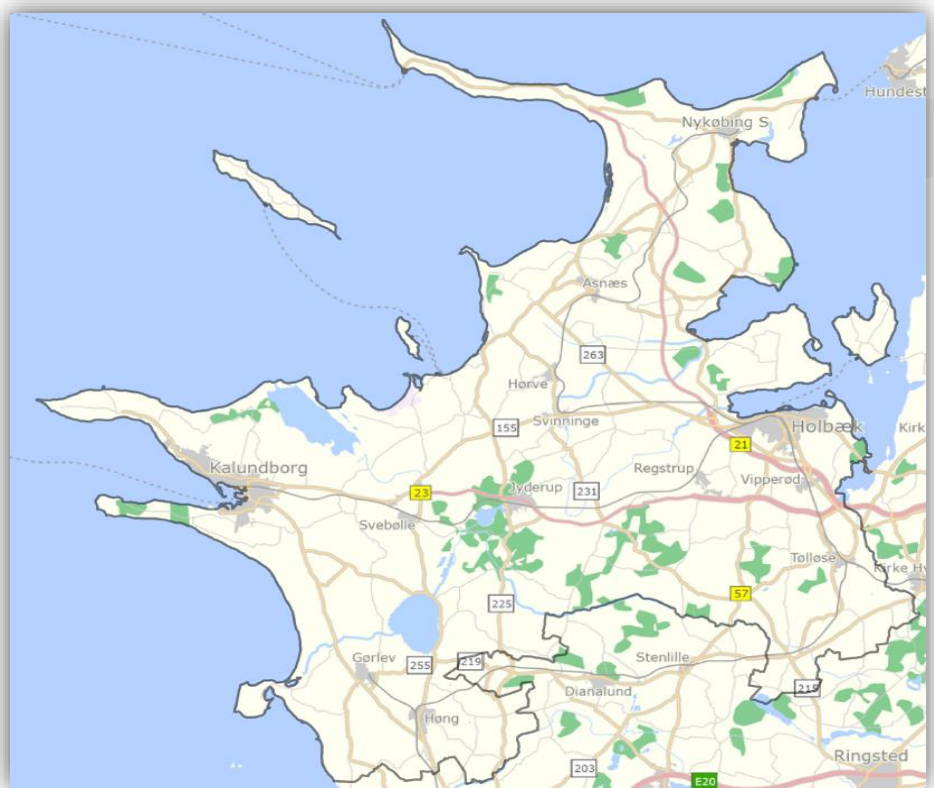 Hundest
Nykøbing S
Asnæs
263
Hørve
155
Svinninge
Holbæk
Kirk
21
Kalundborg
Regstrup
Vipperød
23
Jyderup
231
Svebølle
Tølløse
Kirke Hv
57
225
Gørlev
255
219
Stenlille
Dianalund
219
Høng
Ringsted
203
E20